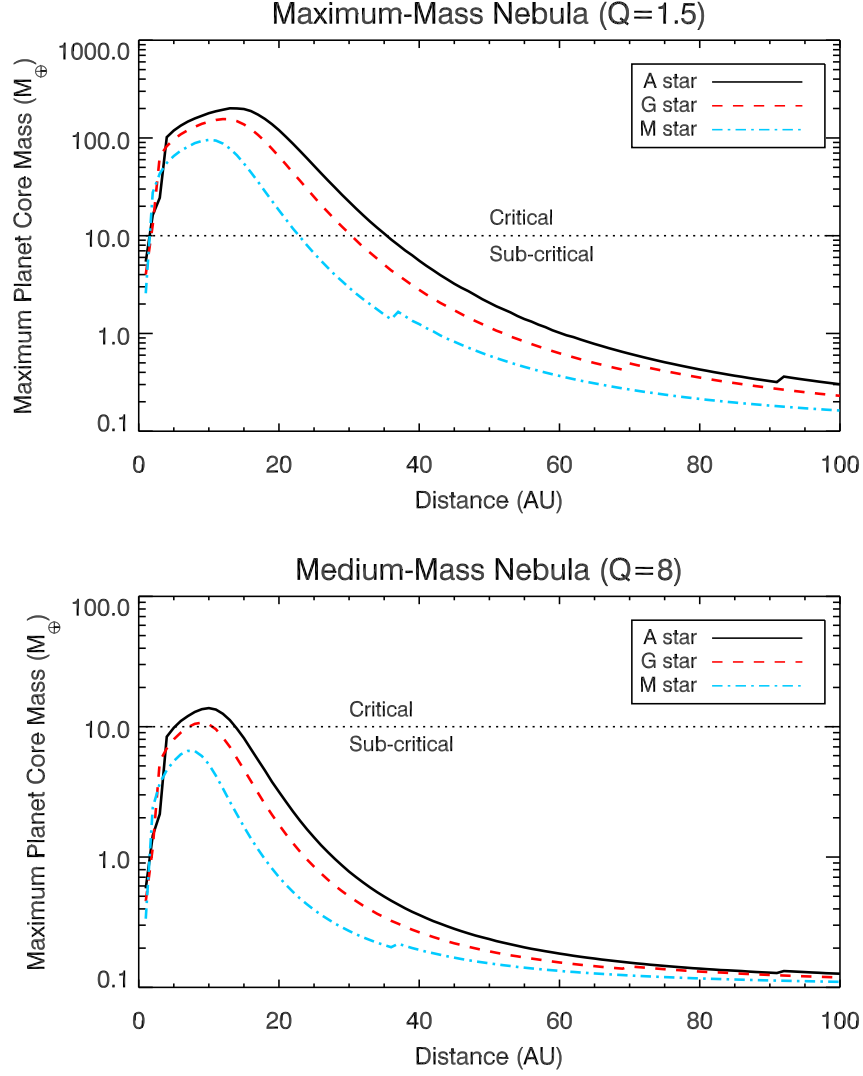 Maximum-Mass Nebula (Q=1.5)
Maximum Planet Core Mass (M⊕)
1000.0
100.0
10.0
1.0
0.1
A star
G star
M star
Critical
Sub-critical
0 20 40 60 80 100
Distance (AU)
Medium-Mass Nebula (Q=8)
Maximum Planet Core Mass (M⊕)
100.0
10.0
1.0
0.1
A star
G star
M star
Critical
Sub-critical
0 20 40 60 80 100
Distance (AU)